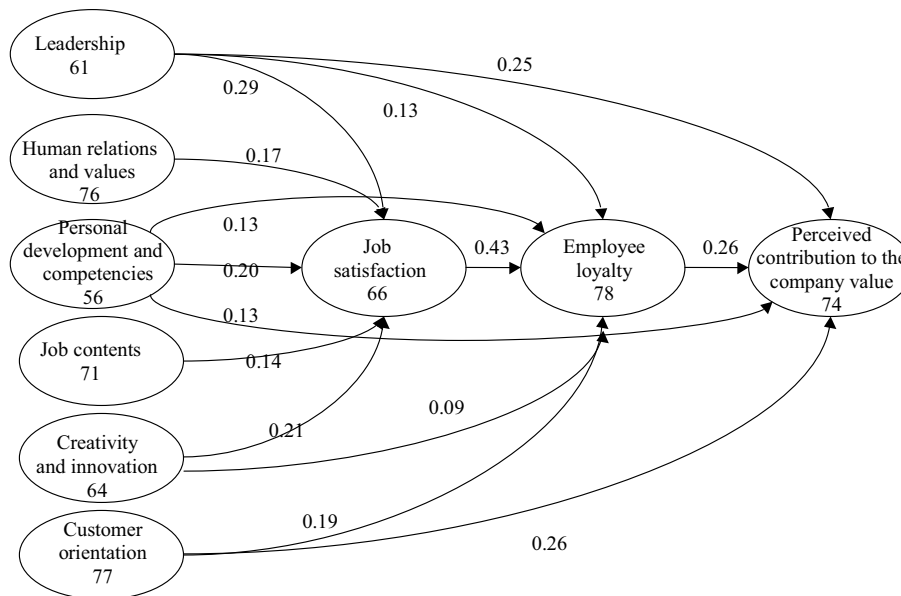 Leadership
61
0.25
0.29
0.13
Human relations
and values
76
0.17
Personal
development and
competencies
56
0.13
0.20
0.13
Job
satisfaction
66
0.43
Employee
loyalty
78
0.26
Perceived
contribution to the
company value
74
Job contents
71
0.14
Creativity
and innovation
64
0.21
0.09
Customer
orientation
77
0.19
0.26